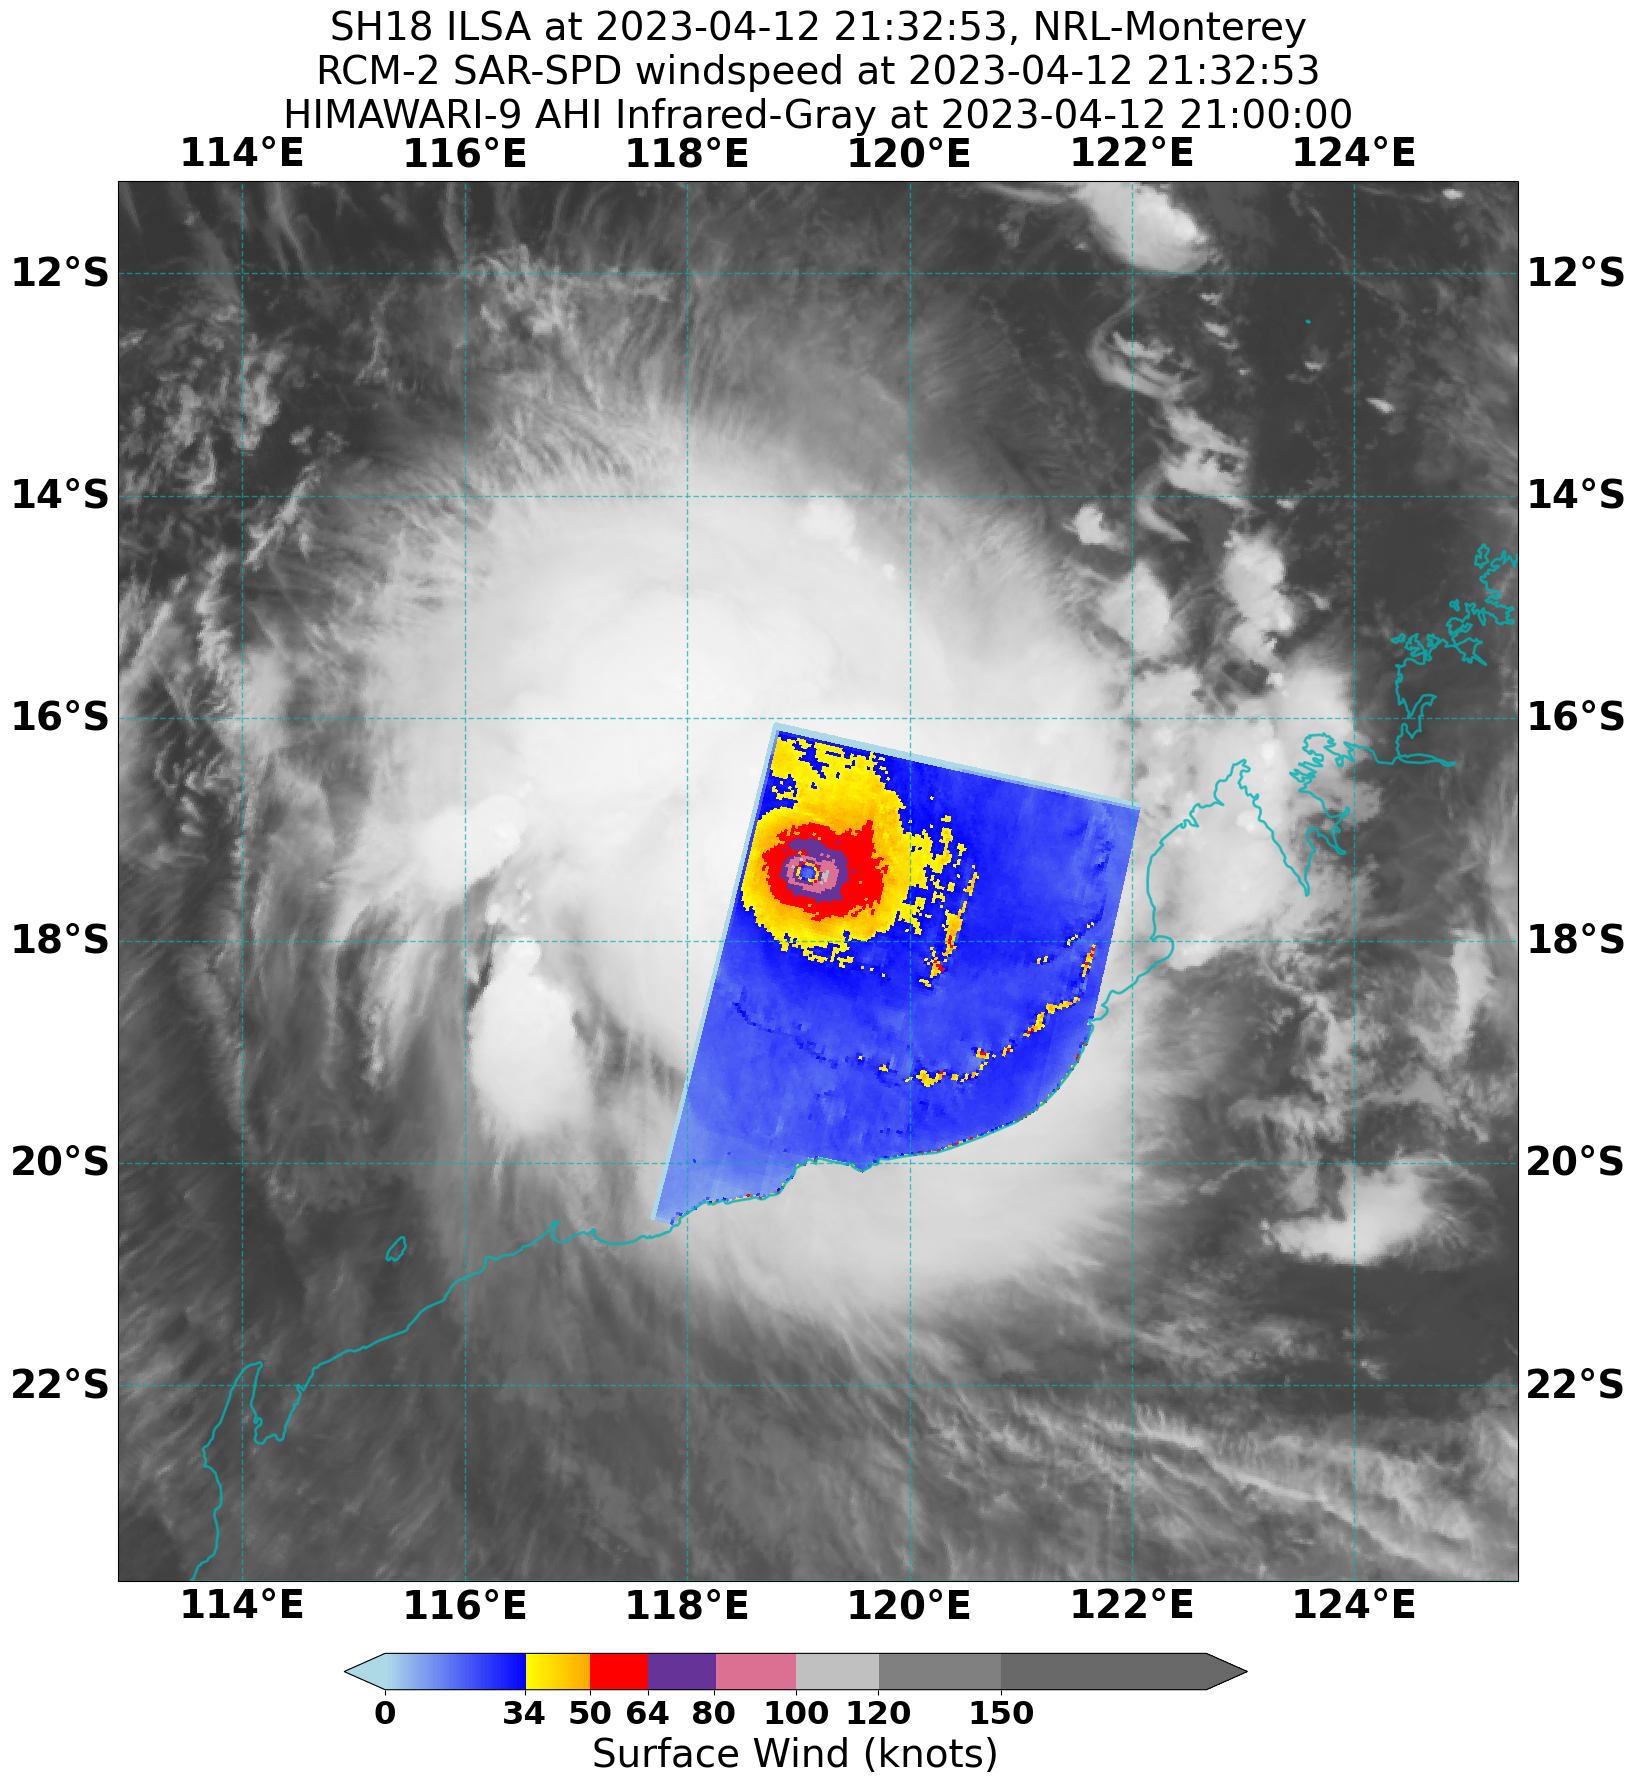 SH18 ILSA at 2023-04-12 21:32:53, NRL-Monterey
RCM-2 SAR-SPD windspeed at 2023-04-12 21:32:53
HIMAWARI-9 AHI Infrared-Gray at 2023-04-12 21:00:00
114°E 116°E 118°E 120°E 122°E 124°E
12°S 12°S
14°S 14°S
16°S 16°S
18°S 18°S
20°S 20°S
22°S 22°S
114°E 116°E 118°E 120°E 122°E 124°E
0 34 50 64 80 100 120 150
Surface Wind (knots)